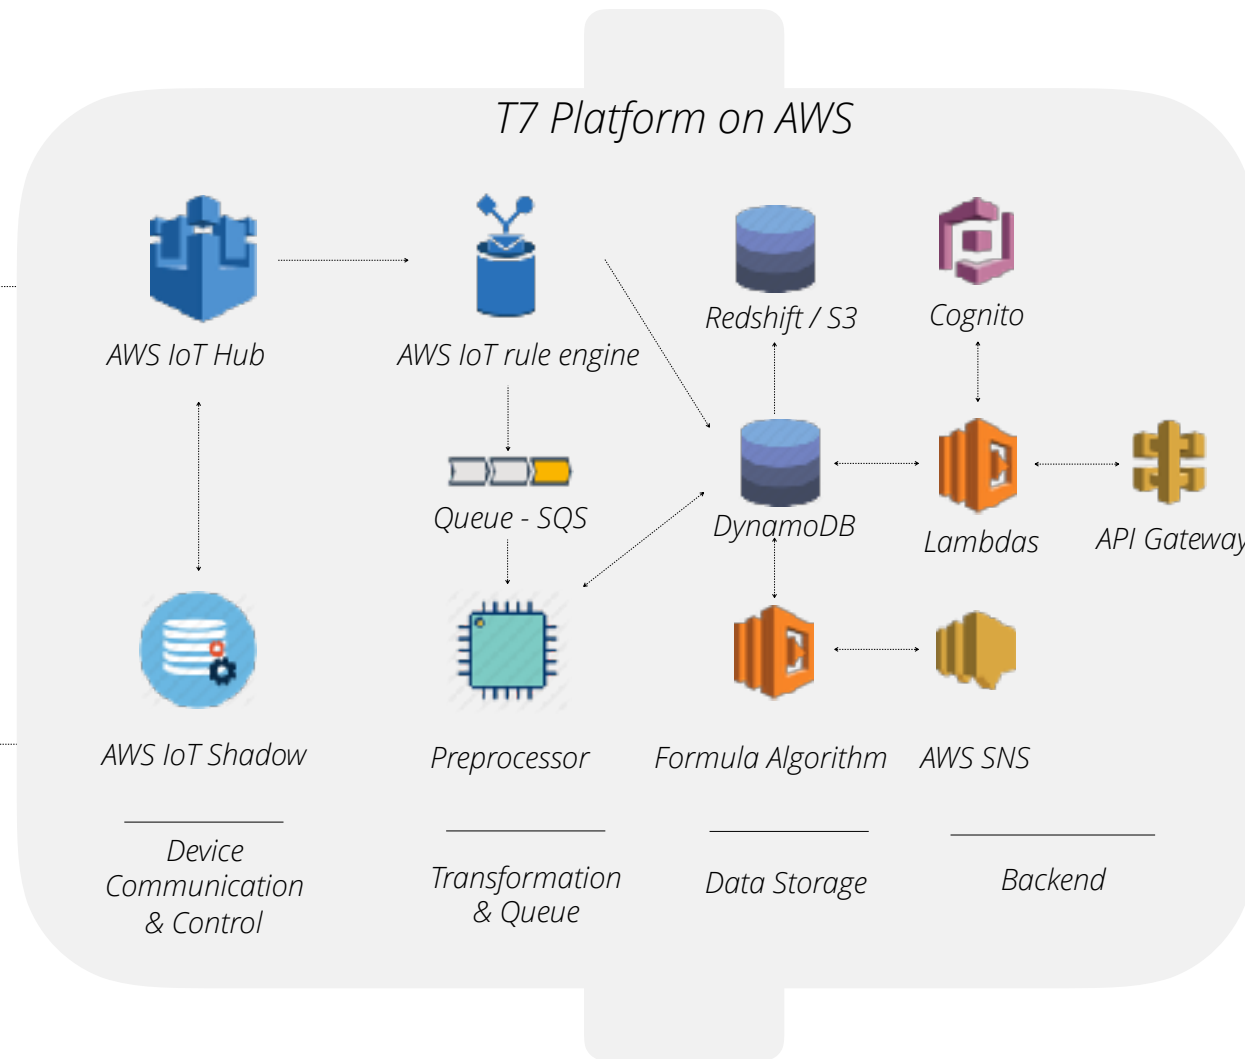 T7 Platform on AWS
AWS IoT Hub
AWS IoT rule engine
Redshift / S3
Cognito
Queue - SQS
DynamoDB
Lambdas
API Gateway
AWS IoT Shadow
Preprocessor
Formula Algorithm
AWS SNS
Device
Communication
& Control
Transformation
& Queue
Data Storage
Backend